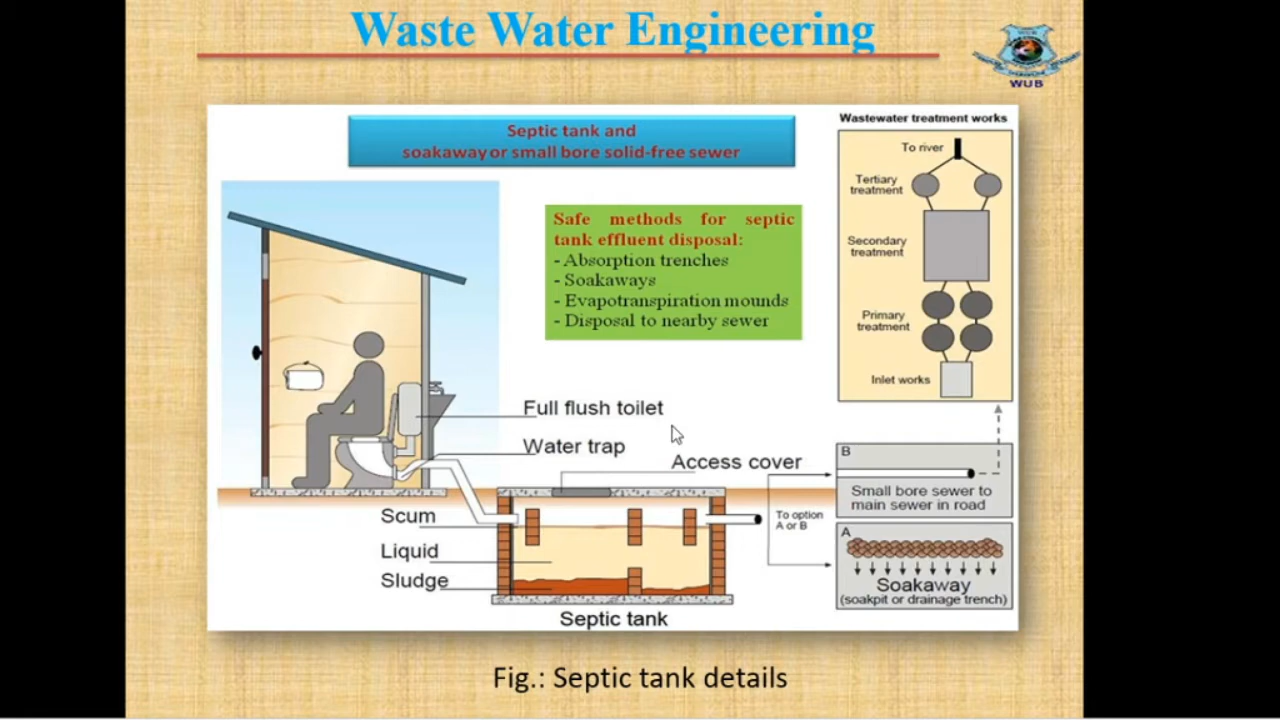 Waste Water Engineering
WUB
Septic tank and
soakaway or small bore solid-free sewer
Safe methods for septic
tank effluent disposal:
- Absorption trenches
- Soakaways
- Evapotranspiration mounds
- Disposal to nearby sewer
Wastewater treatment works
To river
Tertiary
treatment
Secondary
treatment
Primary
treatment
Inlet works
Full flush toilet
Water trap
Access cover
Scum
Liquid
Sludge
Septic tank
To option
A or B
B
Small bore sewer to
main sewer in road
A
Soakaway
(soakpit or drainage trench)
Fig.: Septic tank details